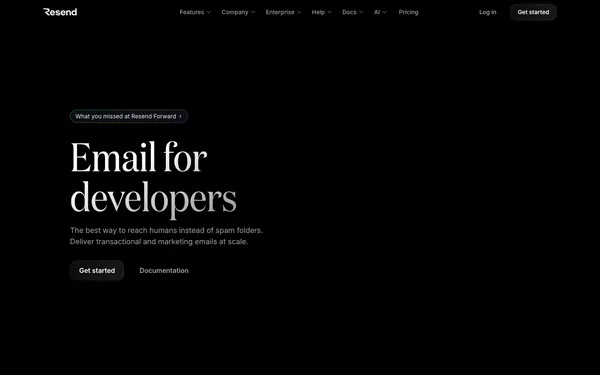 Resend
Features
Company
Enterprise
Help
Docs
AI
Pricing
Log in
Get started
What you missed at Resend Forward
Email for
developers
The best way to reach humans instead of spam folders.
Deliver transactional and marketing emails at scale.
Get started
Documentation